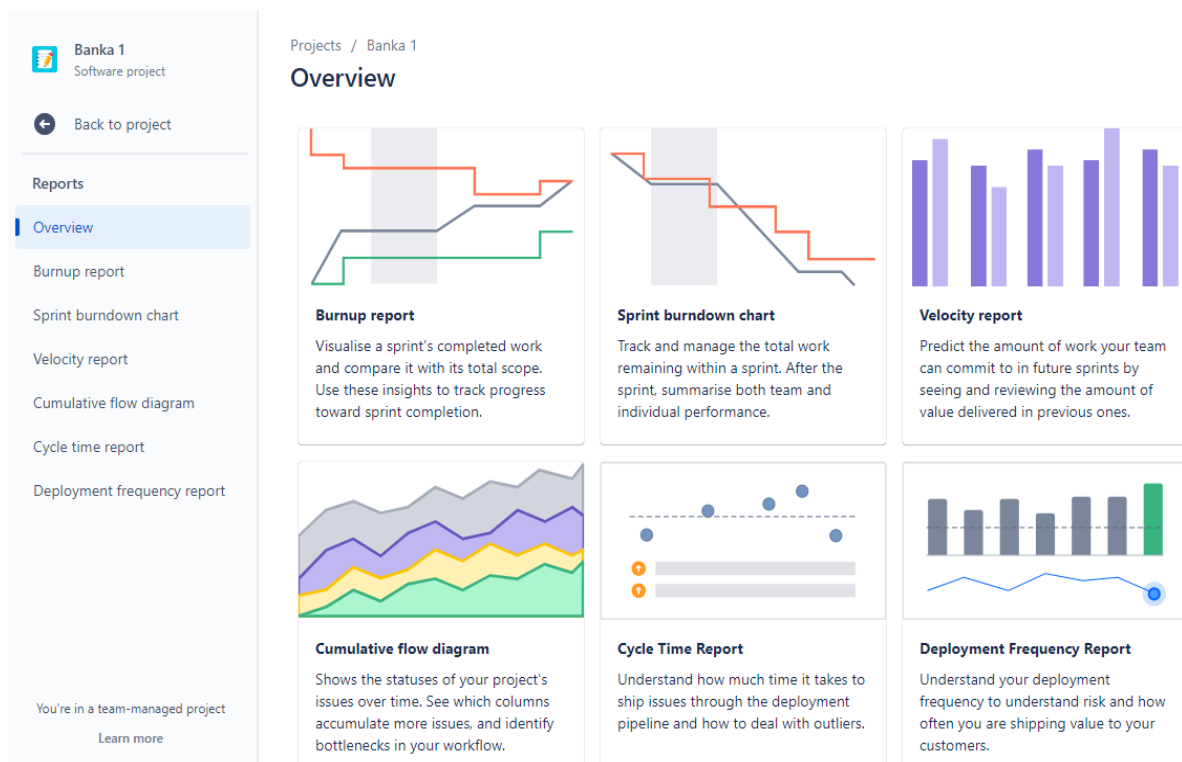 Banka 1
Software project
Back to project
Reports
Overview
Burnup report
Sprint burndown chart
Velocity report
Cumulative flow diagram
Cycle time report
Deployment frequency report
You're in a team-managed project
Learn more
Projects / Banka 1
Overview
Burnup report
Visualise a sprint's completed work
and compare it with its total scope.
Use these insights to track progress
toward sprint completion.
Sprint burndown chart
Track and manage the total work
remaining within a sprint. After the
sprint, summarise both team and
individual performance.
Velocity report
Predict the amount of work your team
can commit to in future sprints by
seeing and reviewing the amount of
value delivered in previous ones.
Cumulative flow diagram
Shows the statuses of your project's
issues over time. See which columns
accumulate more issues, and identify
bottlenecks in your workflow.
Cycle Time Report
Understand how much time it takes to
ship issues through the deployment
pipeline and how to deal with outliers.
Deployment Frequency Report
Understand your deployment
frequency to understand risk and how
often you are shipping value to your
customers.